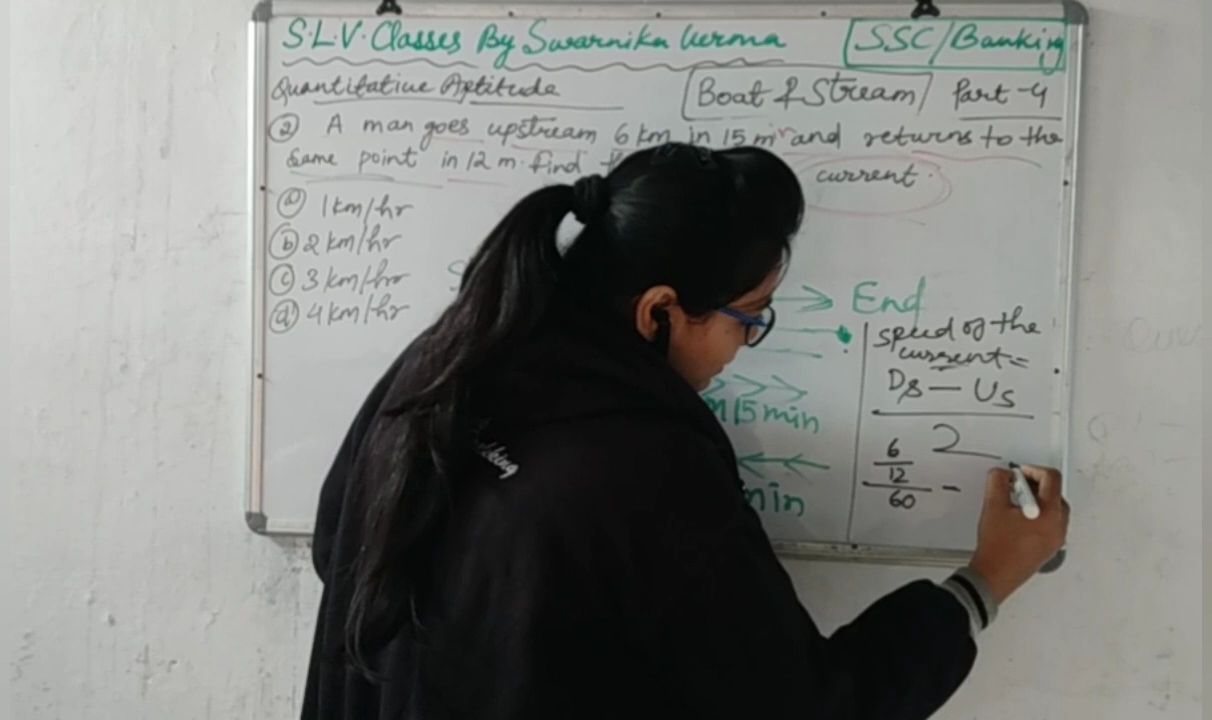 S.L.V. Classes By Swarnika Verma
SSC/Banking
Quantitative Aptitude
Boat & Stream
Part-4
② A man goes upstream 6 km in 15 min and returns to the
same point in 12 m. find current.
ⓐ 1 km/hr
ⓑ 2 km/hr
ⓒ 3 km/hr
ⓓ 4 km/hr
End
speed of the
current =
Ds — Us
2
15 min
min
6
12
60
-